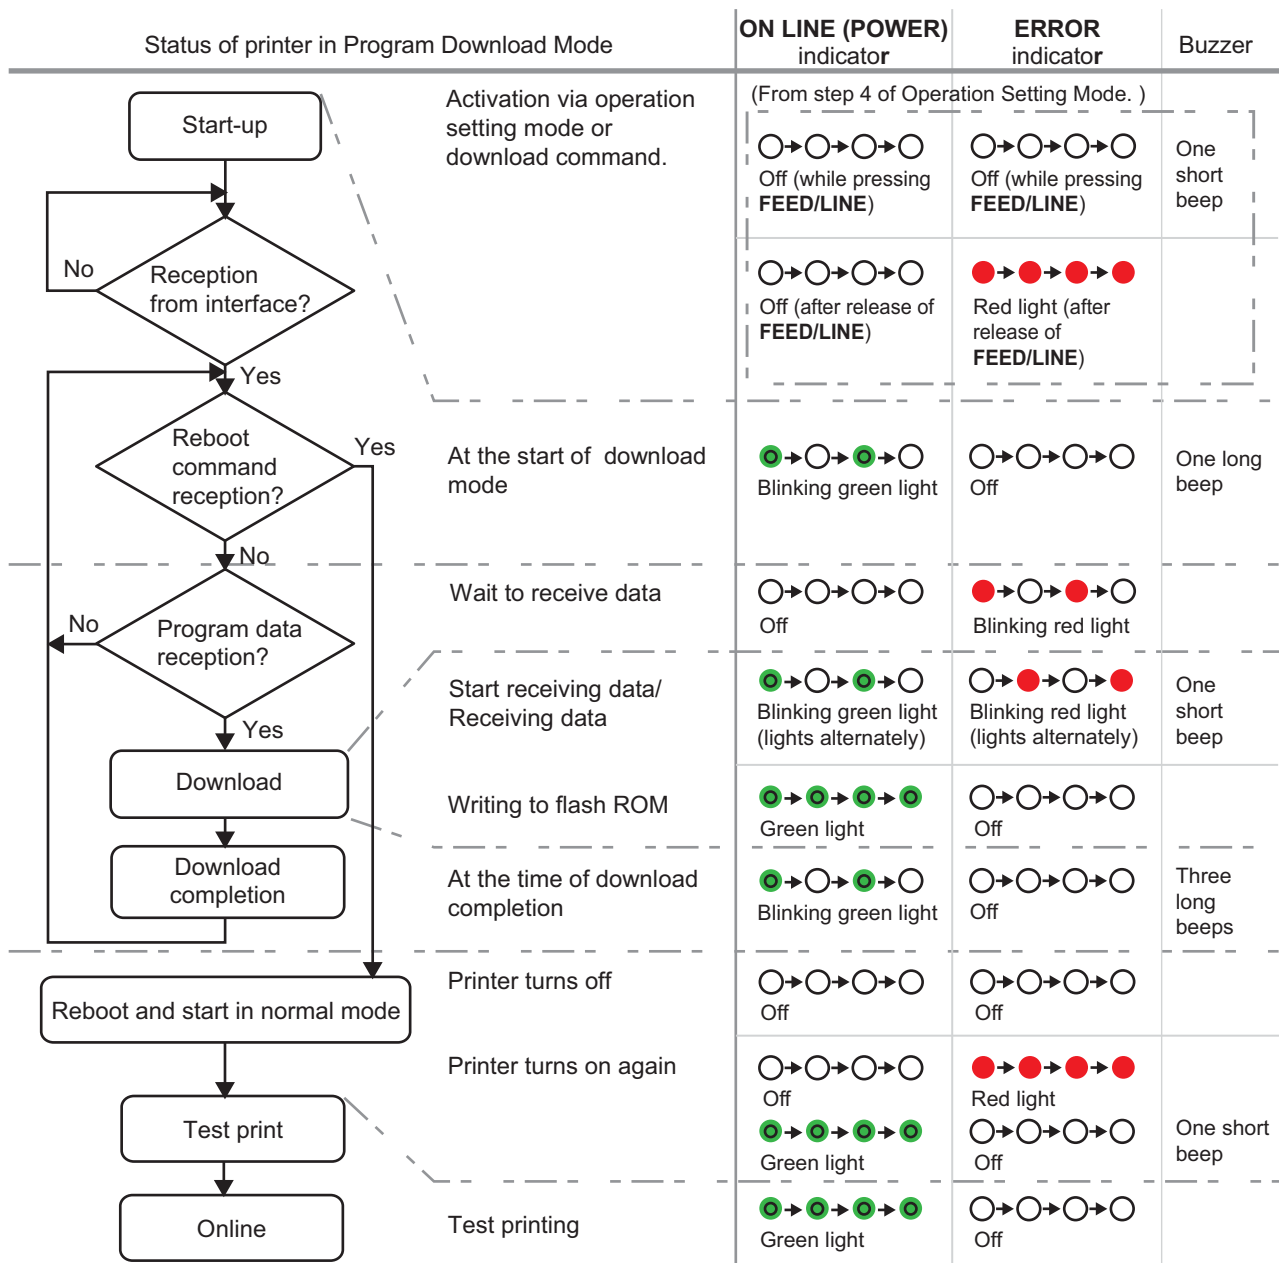 Status of printer in Program Download Mode
ON LINE (POWER)
indicator
ERROR
indicator
Buzzer
Start-up
Activation via operation
setting mode or
download command.
(From step 4 of Operation Setting Mode. )
Off (while pressing
FEED/LINE)
Off (while pressing
FEED/LINE)
One
short
beep
No
Reception
from interface?
Off (after release of
FEED/LINE)
Red light (after
release of
FEED/LINE)
Yes
Reboot
command
reception?
Yes
At the start of download
mode
Blinking green light
Off
One long
beep
No
Wait to receive data
Off
Blinking red light
No
Program data
reception?
Start receiving data/
Receiving data
Blinking green light
(lights alternately)
Blinking red light
(lights alternately)
One
short
beep
Yes
Download
Writing to flash ROM
Green light
Off
Download
completion
At the time of download
completion
Blinking green light
Off
Three
long
beeps
Reboot and start in normal mode
Printer turns off
Off
Off
Printer turns on again
Off
Red light
Test print
Green light
Off
One short
beep
Online
Test printing
Green light
Off